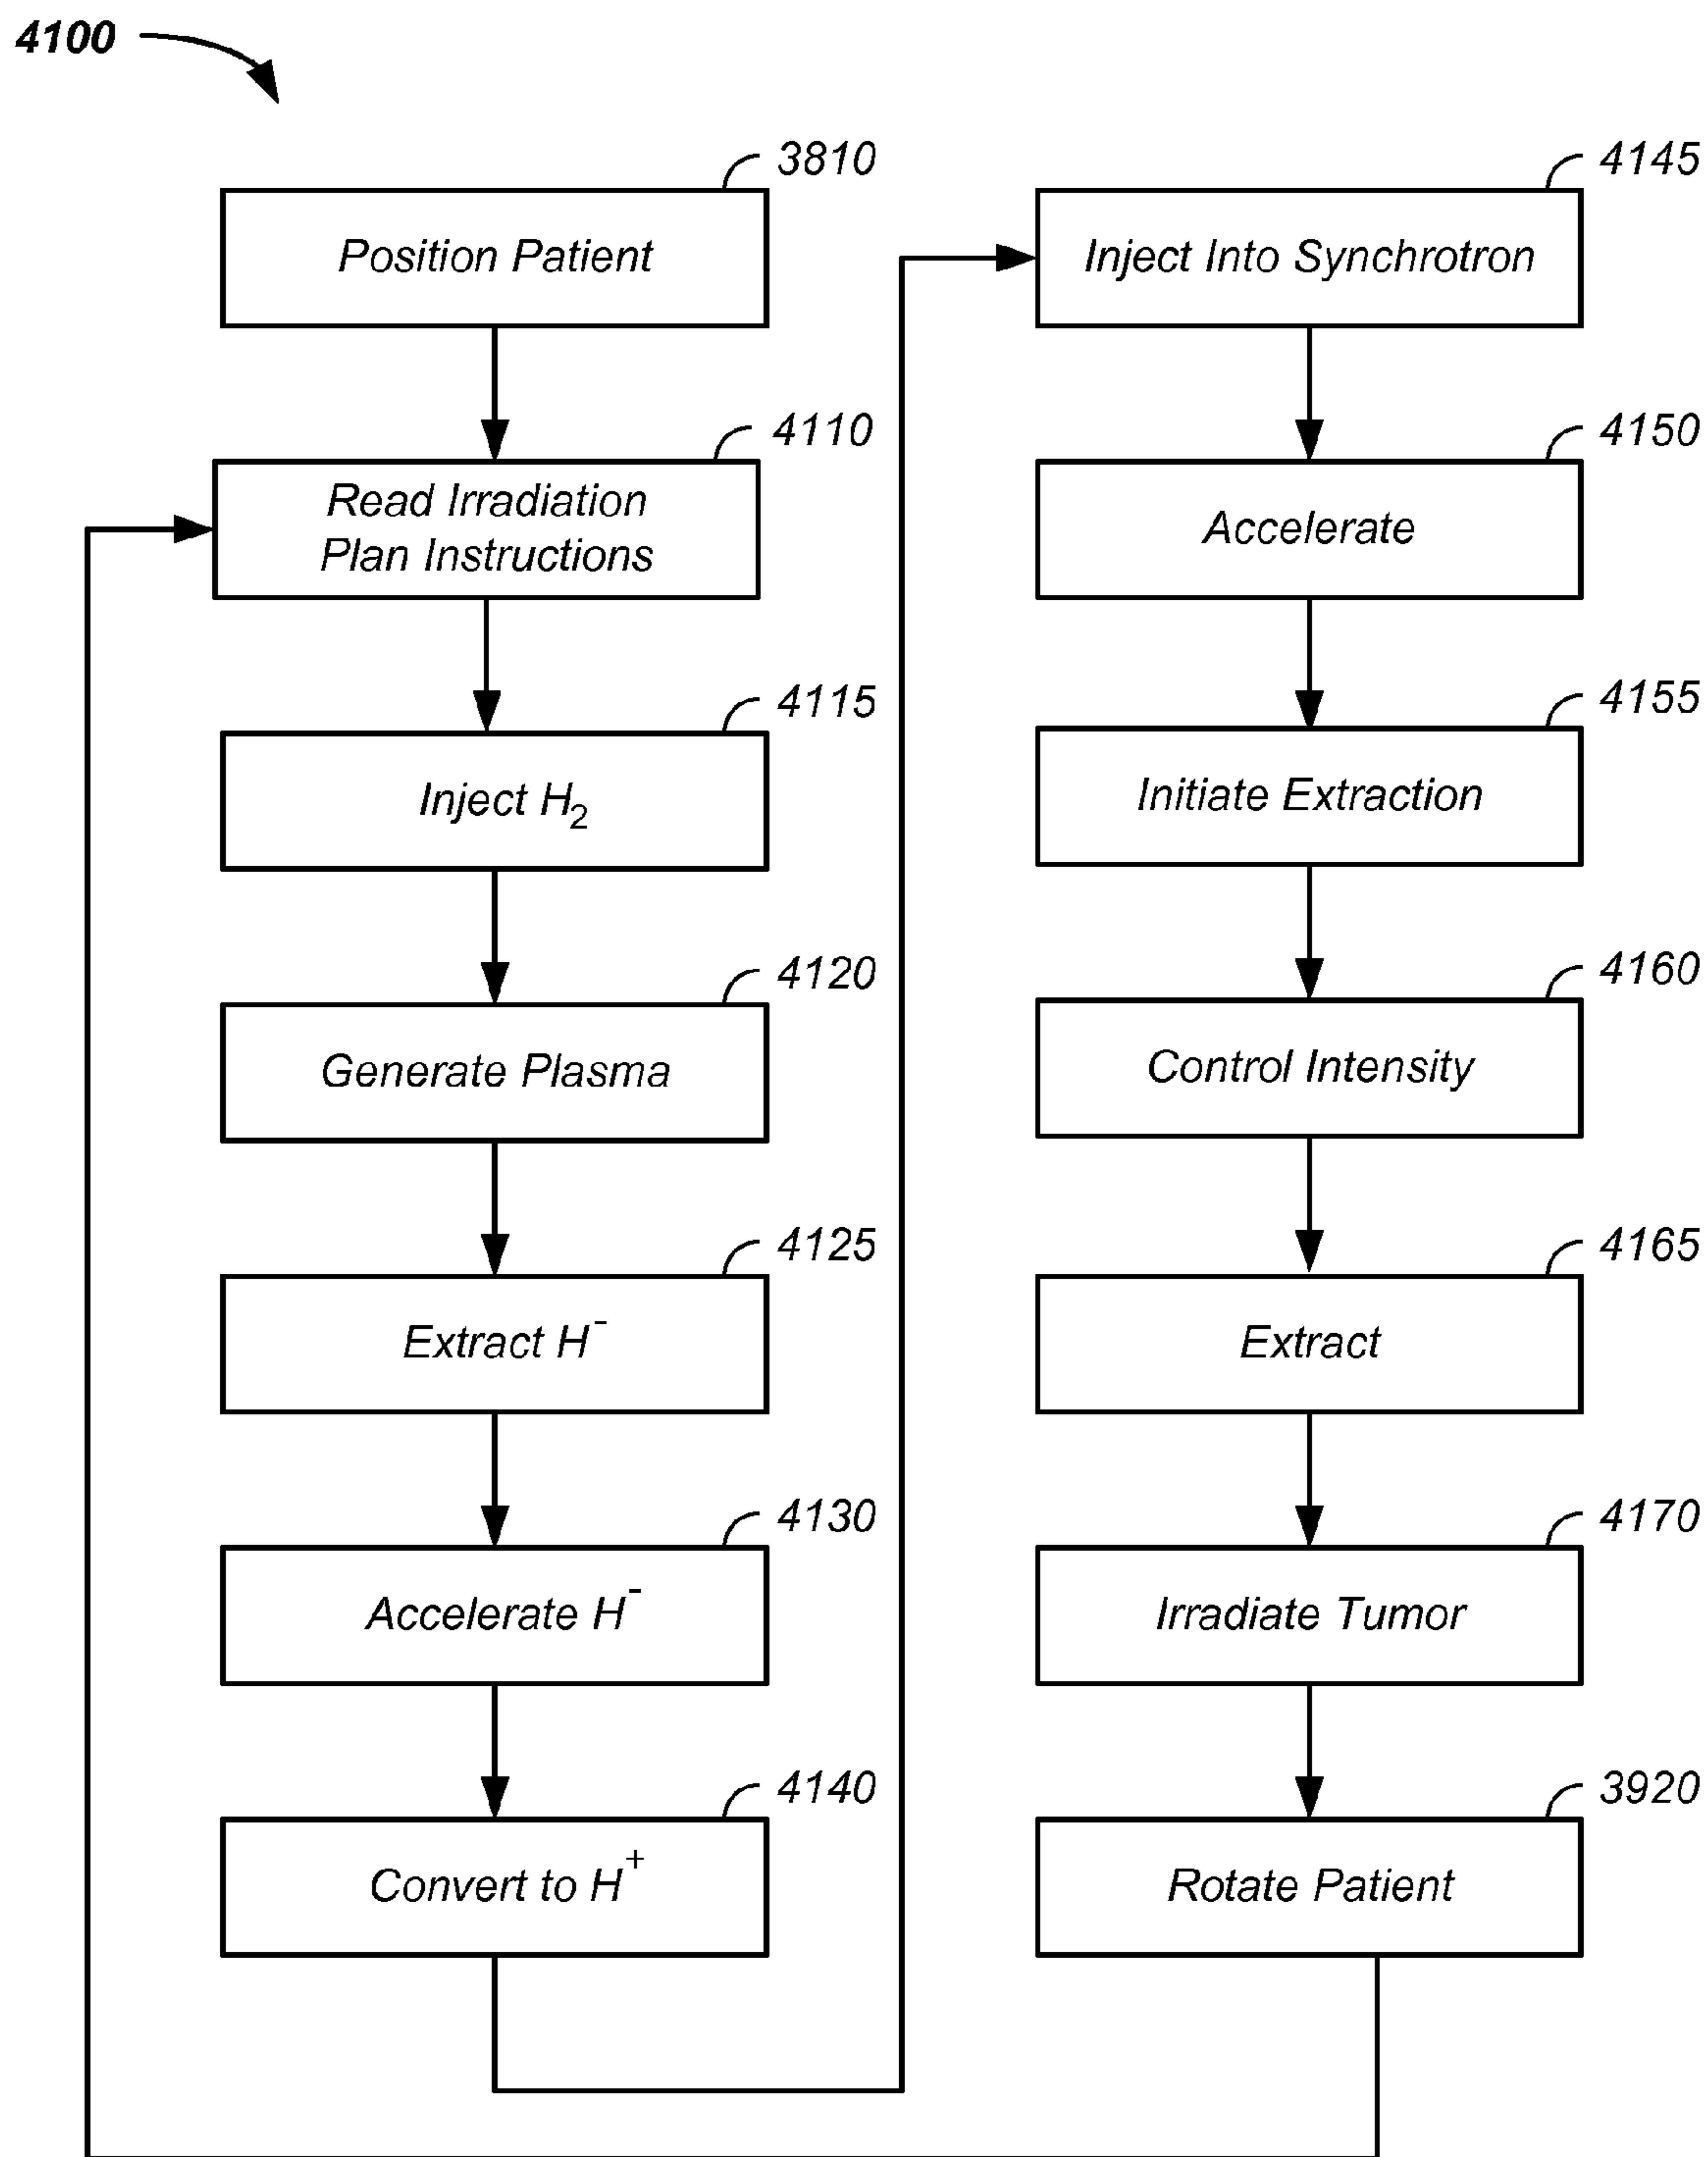 4100
3810
Position Patient
4110
Read Irradiation
Plan Instructions
4115
Inject H₂
4120
Generate Plasma
4125
Extract H⁻
4130
Accelerate H⁻
4140
Convert to H⁺
4145
Inject Into Synchrotron
4150
Accelerate
4155
Initiate Extraction
4160
Control Intensity
4165
Extract
4170
Irradiate Tumor
3920
Rotate Patient